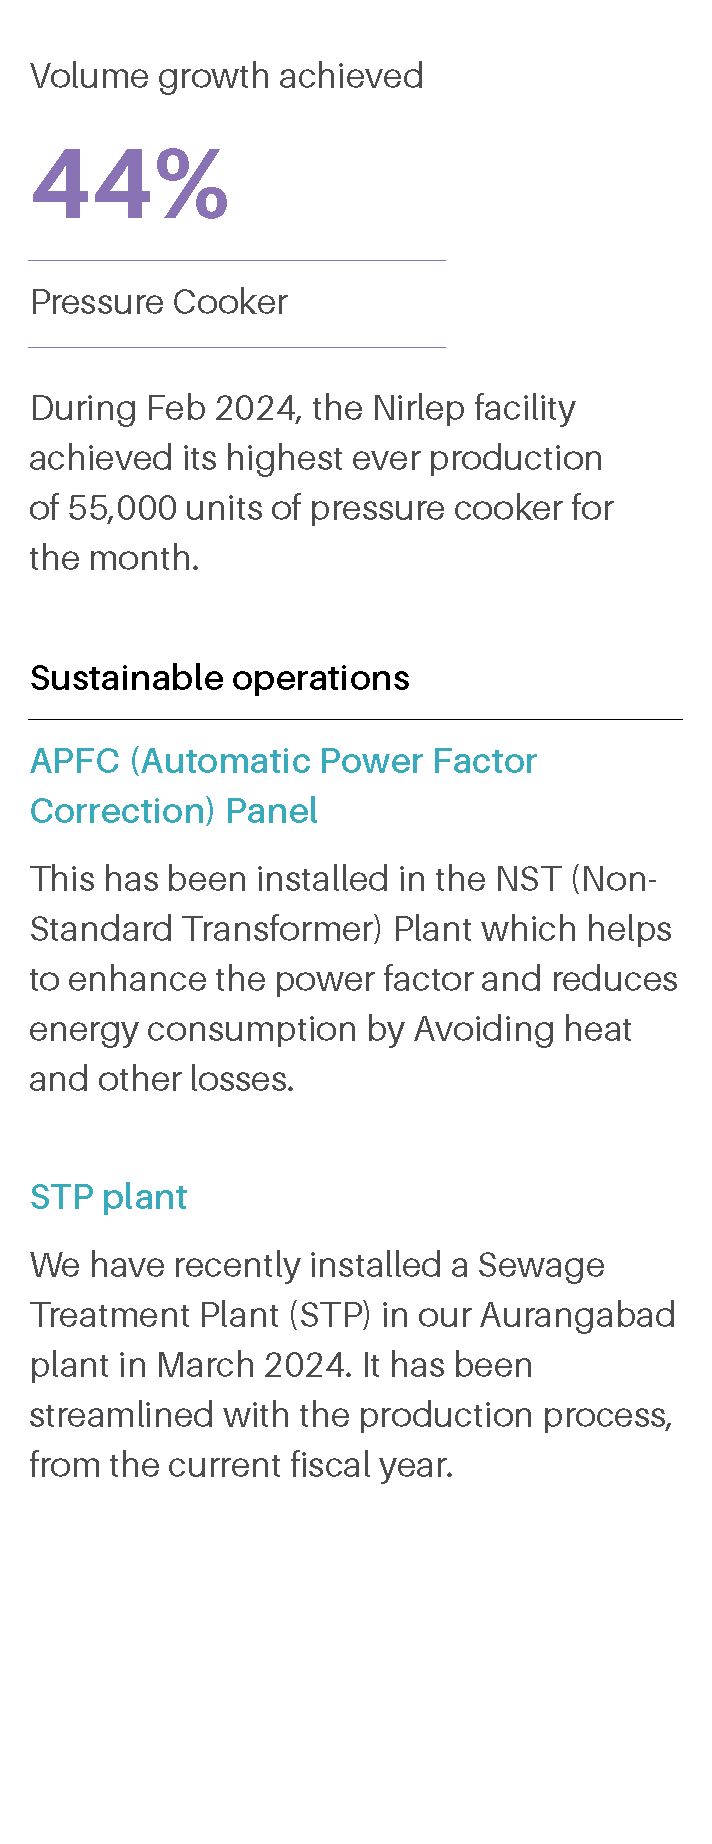 Volume growth achieved
44%
Pressure Cooker
During Feb 2024, the Nirlep facility
achieved its highest ever production
of 55,000 units of pressure cooker for
the month.
Sustainable operations
APFC (Automatic Power Factor
Correction) Panel
This has been installed in the NST (Non-
Standard Transformer) Plant which helps
to enhance the power factor and reduces
energy consumption by Avoiding heat
and other losses.
STP plant
We have recently installed a Sewage
Treatment Plant (STP) in our Aurangabad
plant in March 2024. It has been
streamlined with the production process,
from the current fiscal year.